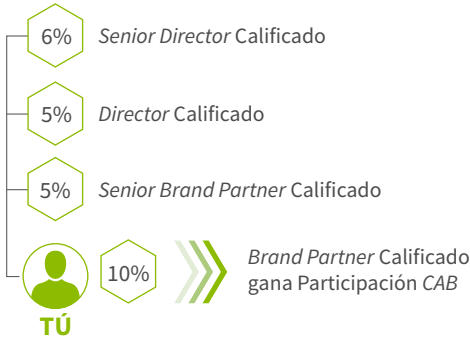 6% Senior Director Calificado
5% Director Calificado
5% Senior Brand Partner Calificado
10% Brand Partner Calificado
gana Participación CAB
TÚ